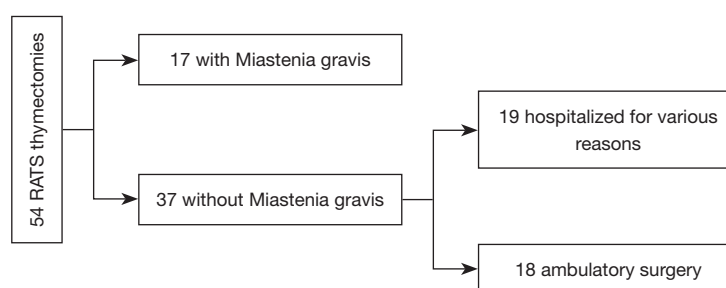 54 RATS thymectomies
17 with Miastenia gravis
37 without Miastenia gravis
19 hospitalized for various
reasons
18 ambulatory surgery